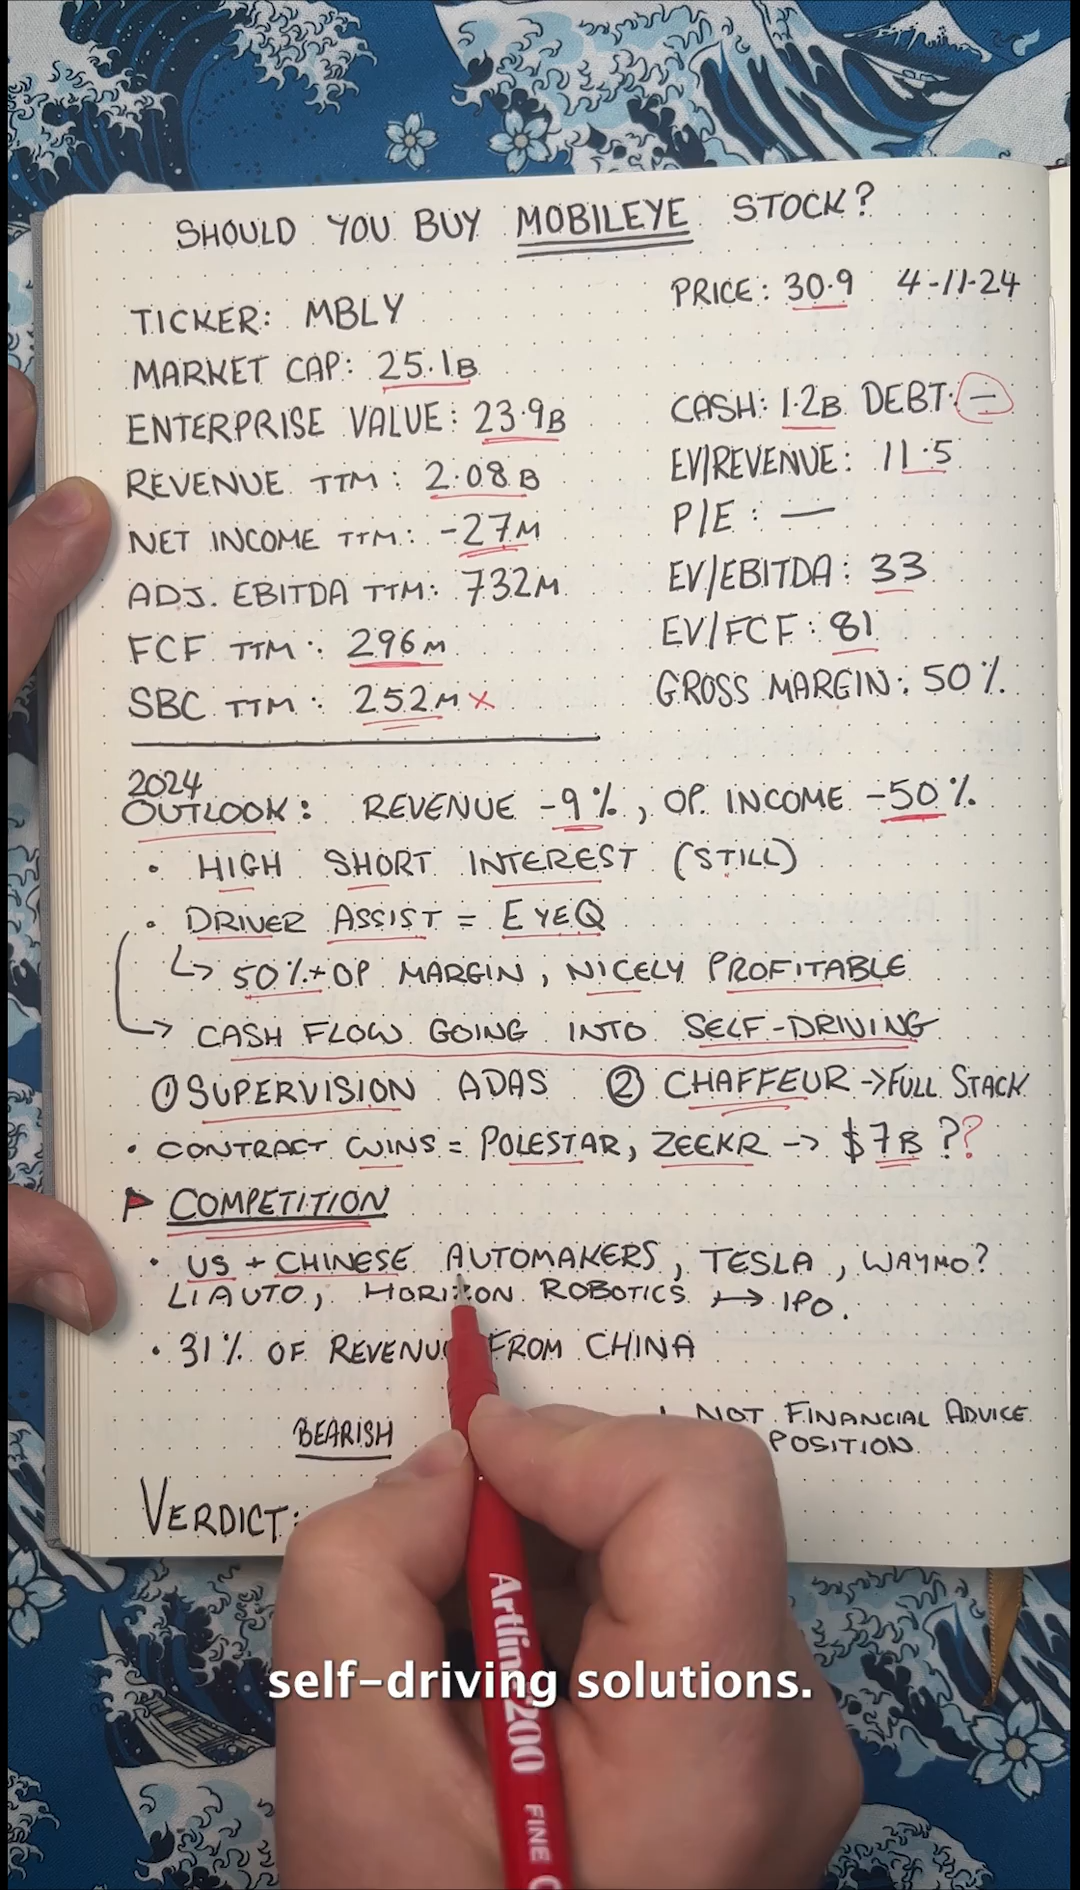 SHOULD YOU BUY MOBILEYE STOCK?
PRICE: 30.9 4-11-24
TICKER: MBLY
MARKET CAP: 25.1B
CASH: 1.2B DEBT: —
ENTERPRISE VALUE: 23.9B
EV/REVENUE: 11.5
REVENUE TTM: 2.08B
P/E: —
NET INCOME TTM: -27M
EV/EBITDA: 33
ADJ. EBITDA TTM: 732M
EV/FCF: 81
FCF TTM: 296M
GROSS MARGIN: 50%
SBC TTM: 252M x
2024
OUTLOOK: REVENUE -9%, OP. INCOME -50%
• HIGH SHORT INTEREST (STILL)
• DRIVER ASSIST = EYEQ
↳ 50%+ OP MARGIN, NICELY PROFITABLE
↳ CASH FLOW GOING INTO SELF-DRIVING
① SUPERVISION ADAS ② CHAFFEUR -> FULL STACK
• CONTRACT WINS = POLESTAR, ZEEKR -> $7B ??
COMPETITION
• US + CHINESE AUTOMAKERS, TESLA, WAYMO?
LI AUTO, HORIZON ROBOTICS → IPO.
• 31% OF REVENUE FROM CHINA
NOT FINANCIAL ADVICE
POSITION
BEARISH
VERDICT:
self-driving solutions.
Artline 200 FINE